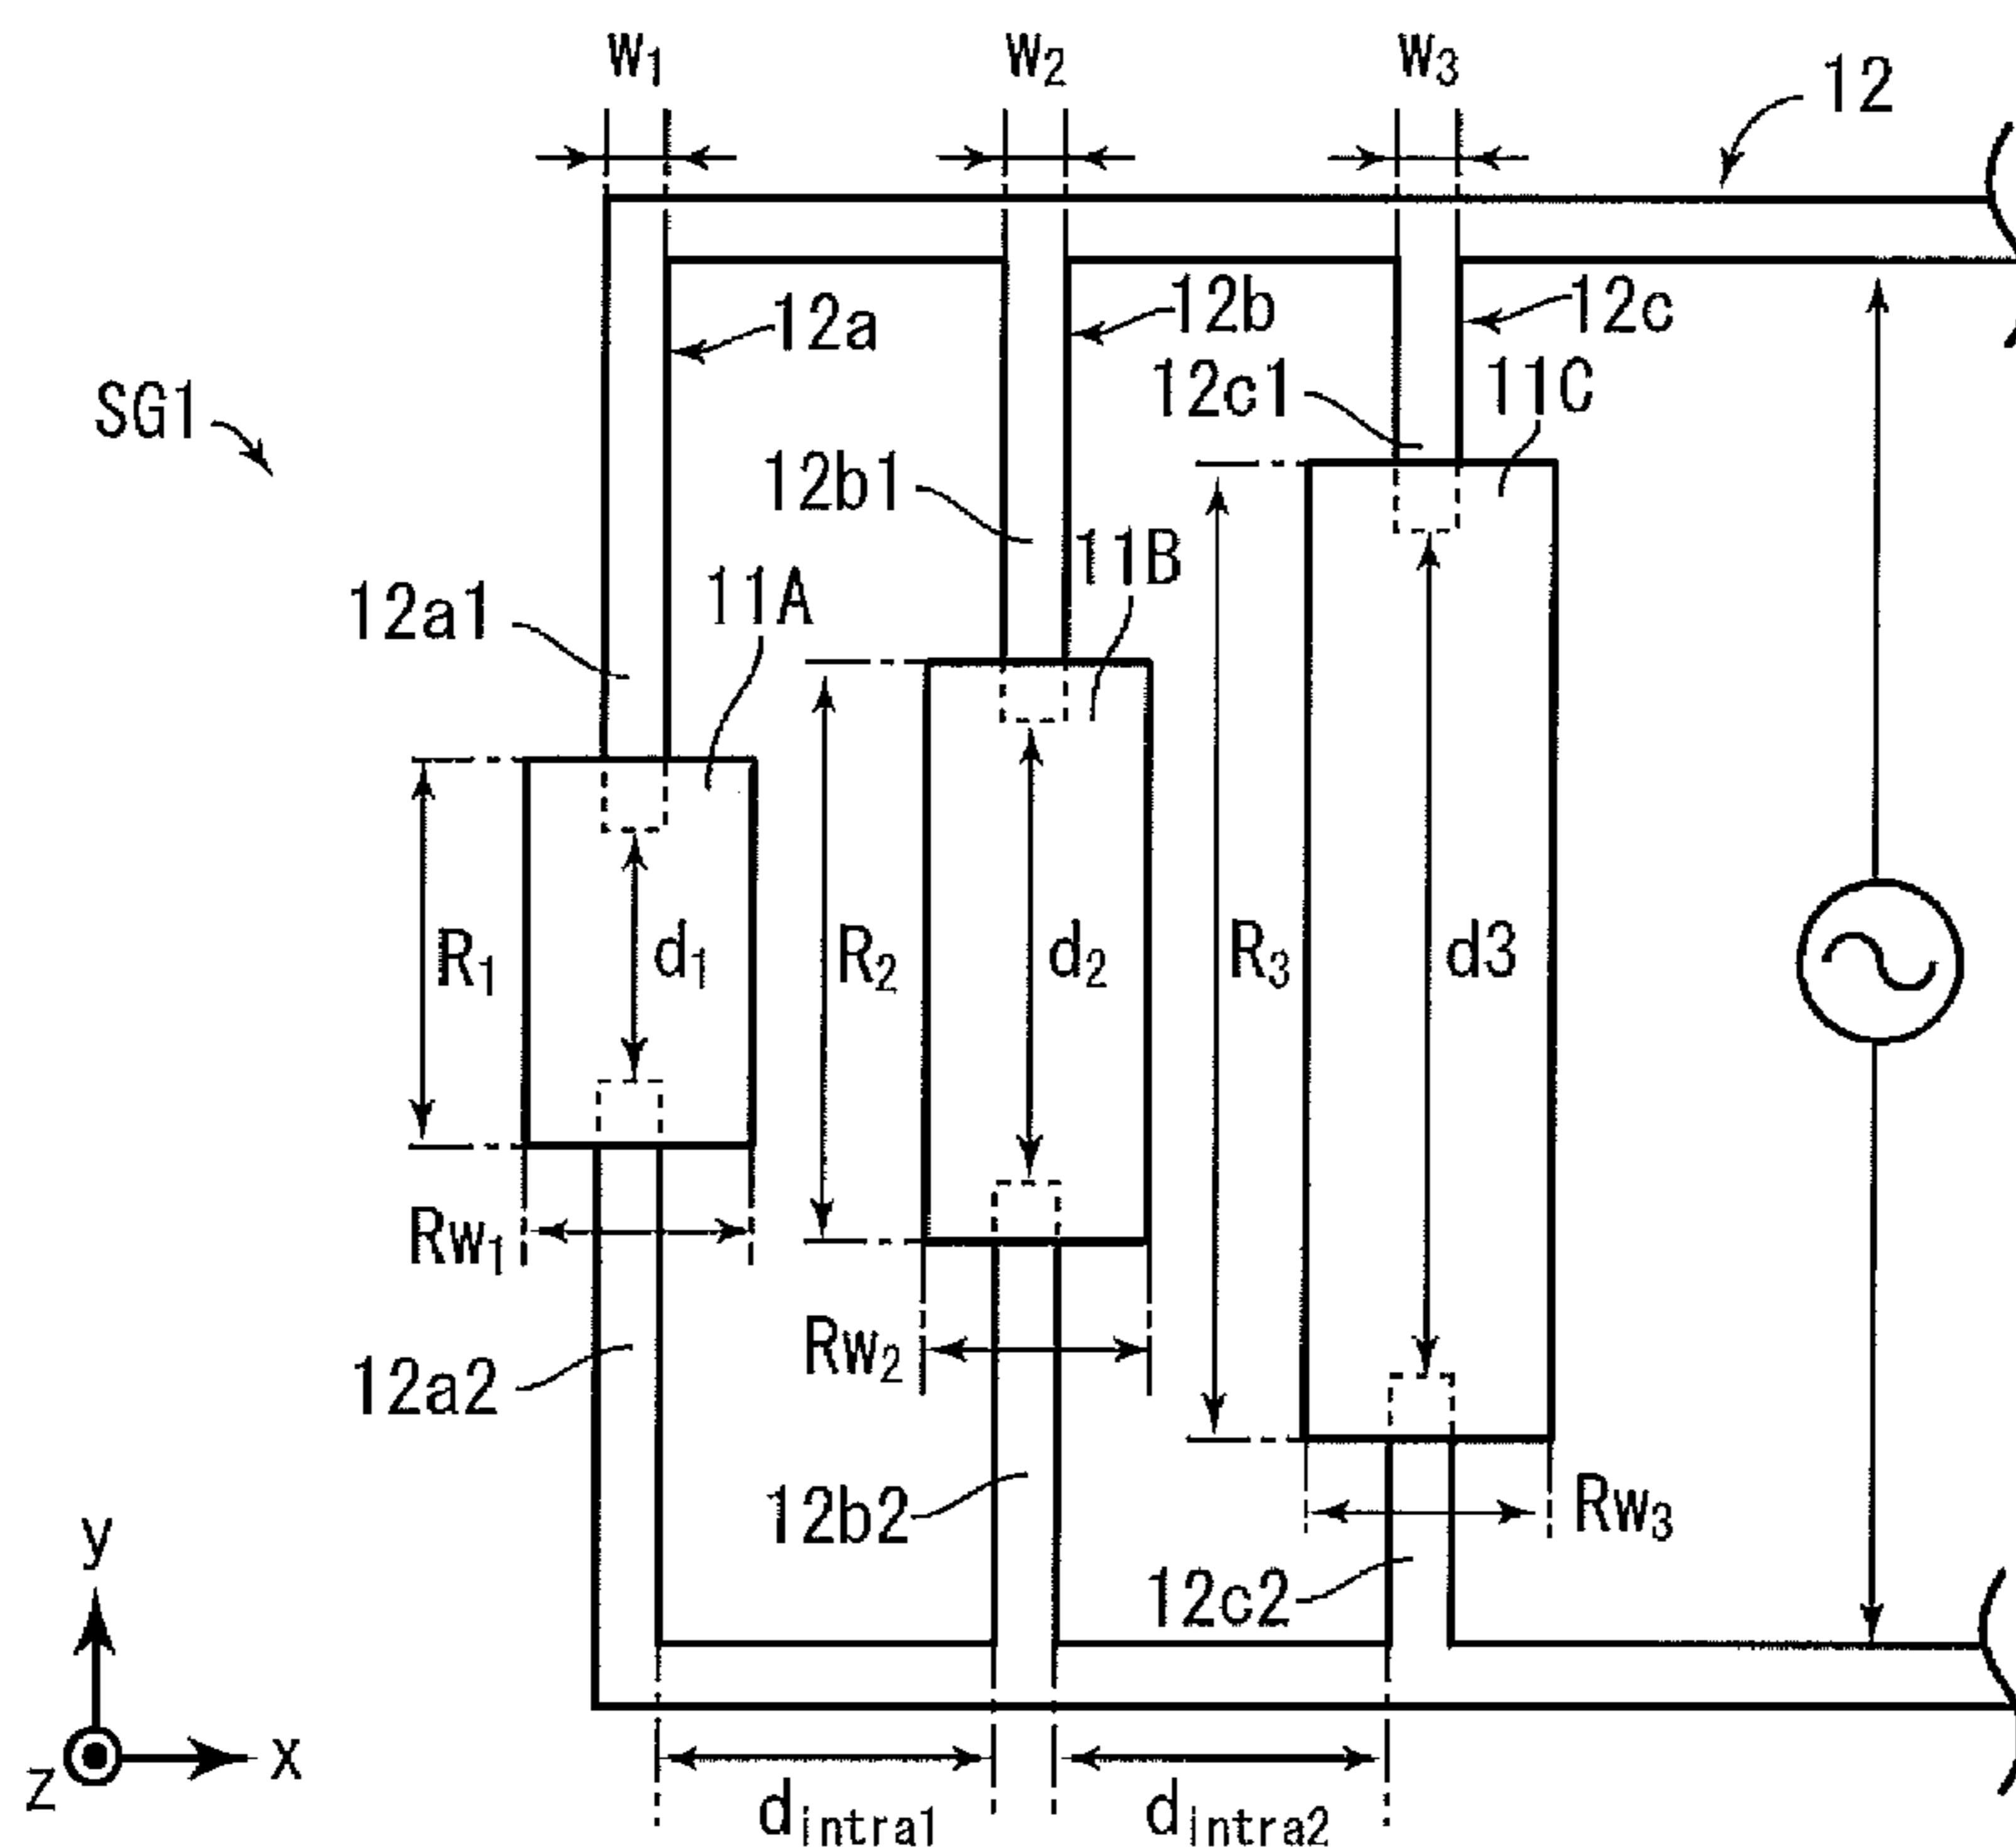 W1 W2 W3
12
12a 12b 12c
SG1
12c1 11C
12b1
11B
12a1 11A
R1 d1 R2 d2 R3 d3
Rw1
Rw2
12a2
12b2
Rw3
12c2
y
x
z
dintra1 dintra2